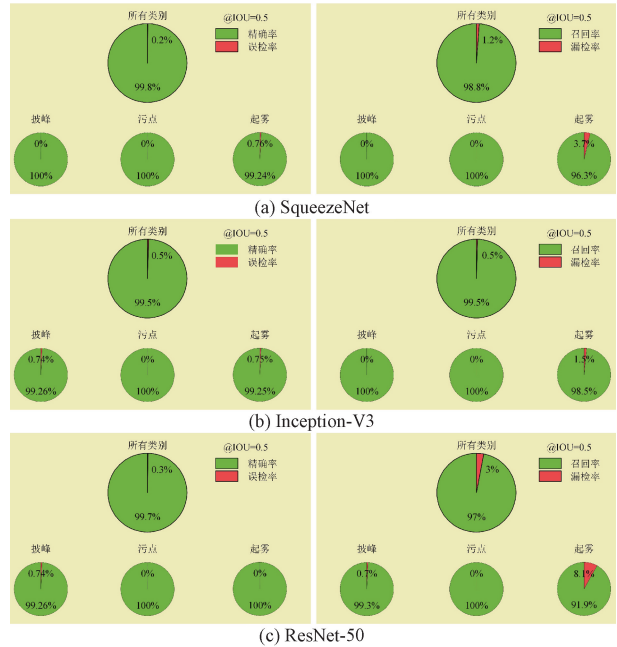 所有类别 @IOU=0.5
精确率
误检率
0.2%
99.8%
披峰 污点 起雾
0% 0% 0.76%
100% 100% 99.24%
所有类别 @IOU=0.5
召回率
漏检率
1.2%
98.8%
披峰 污点 起雾
0% 0% 3.7%
100% 100% 96.3%
(a) SqueezeNet
所有类别 @IOU=0.5
精确率
误检率
0.5%
99.5%
披峰 污点 起雾
0.74% 0% 0.75%
99.26% 100% 99.25%
所有类别 @IOU=0.5
召回率
漏检率
0.5%
99.5%
披峰 污点 起雾
0% 0% 1.5%
100% 100% 98.5%
(b) Inception-V3
所有类别 @IOU=0.5
精确率
误检率
0.3%
99.7%
披峰 污点 起雾
0.74% 0% 0%
99.26% 100% 100%
所有类别 @IOU=0.5
召回率
漏检率
3%
97%
披峰 污点 起雾
0.7% 0% 8.1%
99.3% 100% 91.9%
(c) ResNet-50